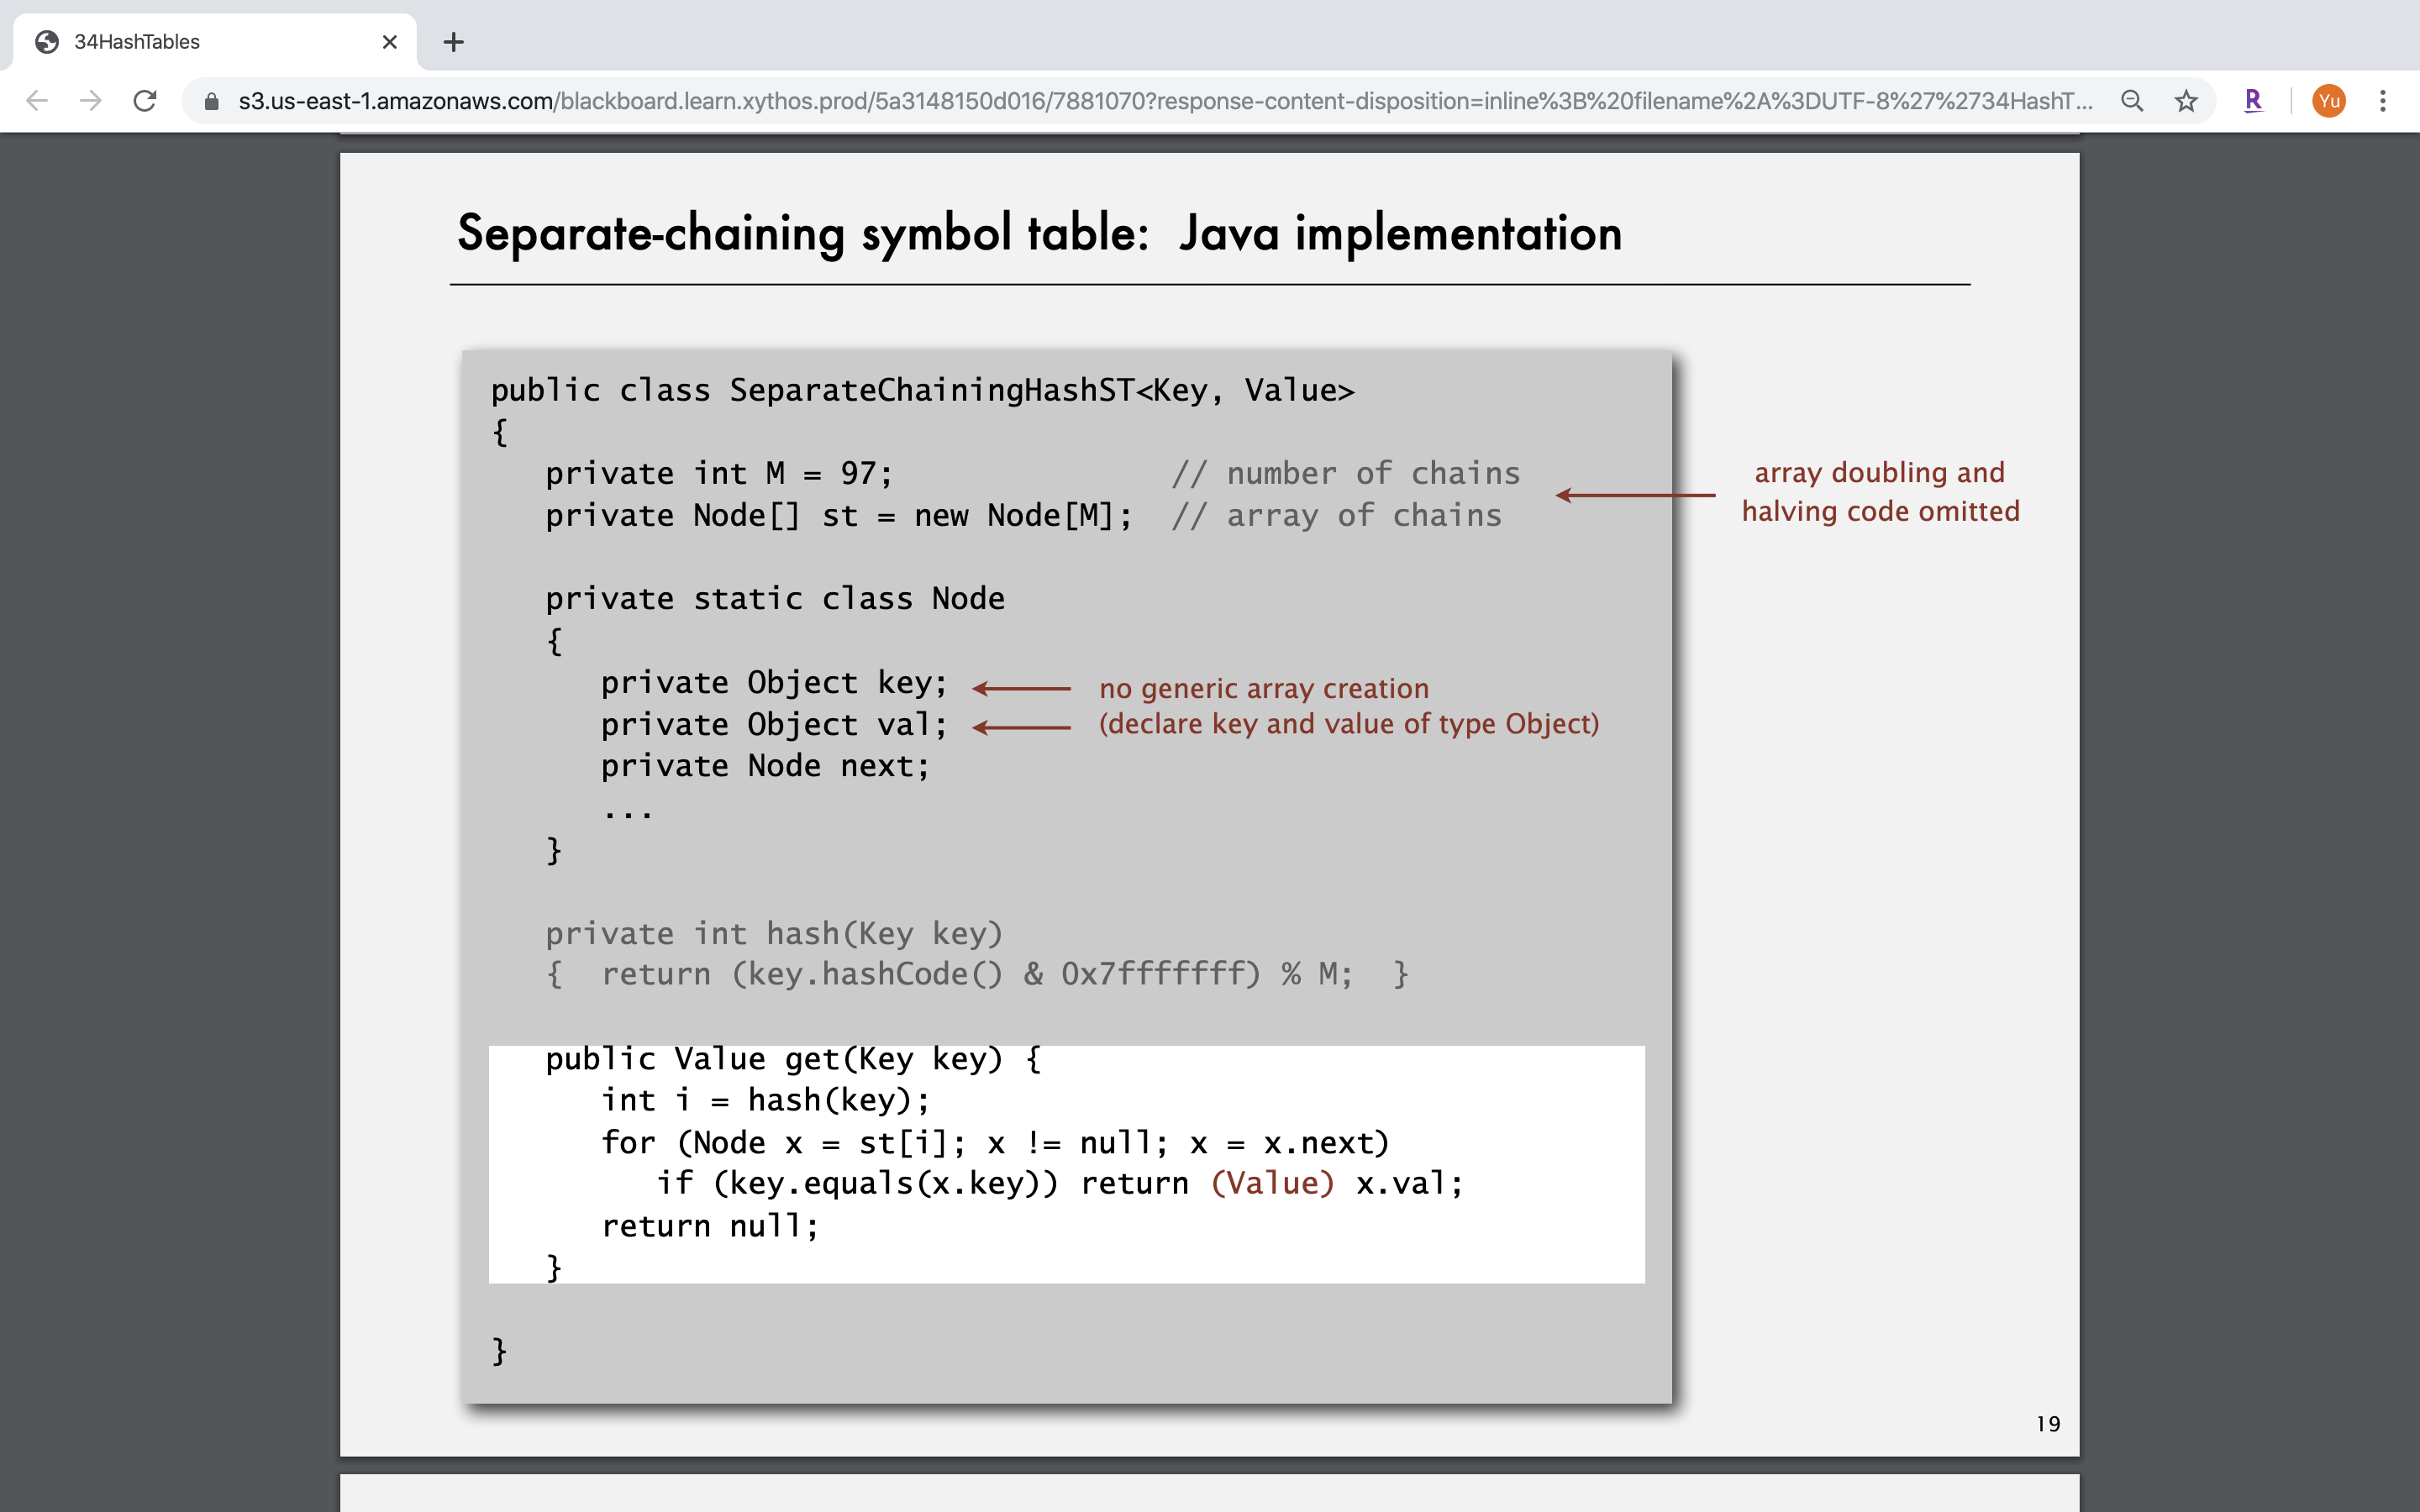 34HashTables
s3.us-east-1.amazonaws.com/blackboard.learn.xythos.prod/5a3148150d016/7881070?response-content-disposition=inline%3B%20filename%2A%3DUTF-8%27%2734HashT...
R
Yu
Separate-chaining symbol table: Java implementation
public class SeparateChainingHashST<Key, Value>
{
private int M = 97; // number of chains
private Node[] st = new Node[M]; // array of chains
array doubling and
halving code omitted
private static class Node
{
private Object key;
no generic array creation
private Object val;
(declare key and value of type Object)
private Node next;
...
}
private int hash(Key key)
{ return (key.hashCode() & 0x7fffffff) % M; }
public Value get(Key key) {
int i = hash(key);
for (Node x = st[i]; x != null; x = x.next)
if (key.equals(x.key)) return (Value) x.val;
return null;
}
}
19